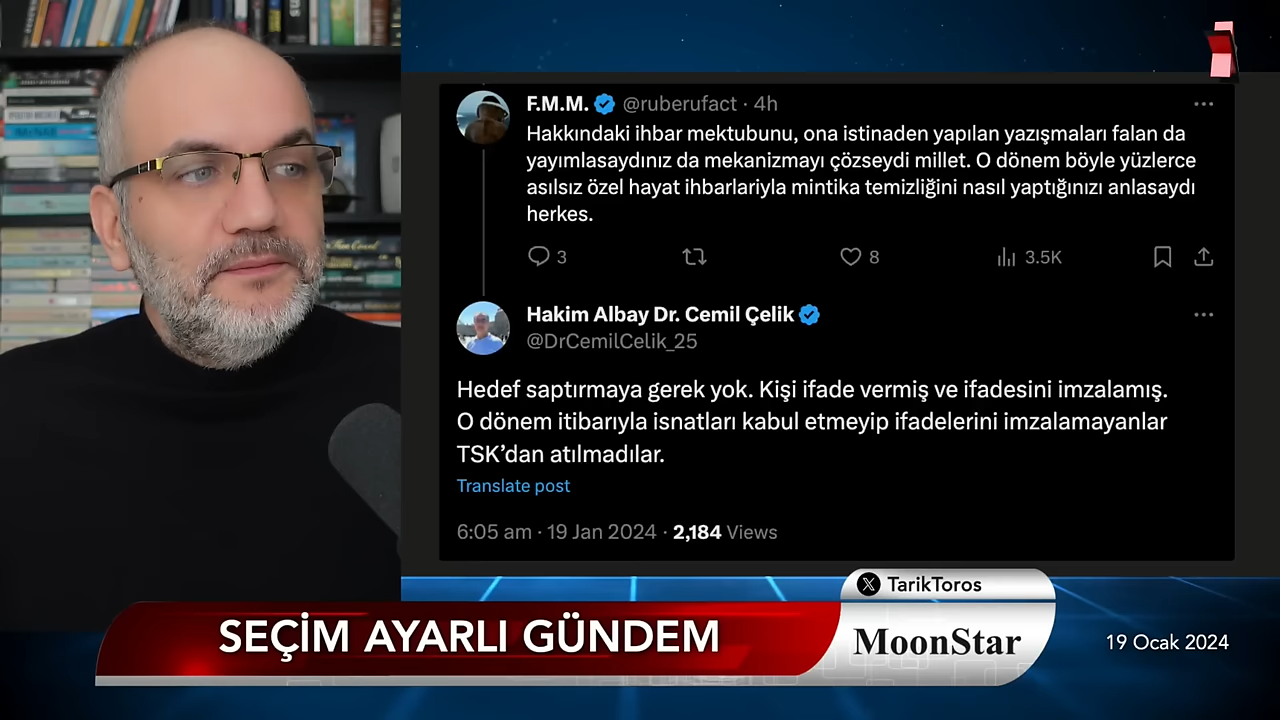 F.M.M. @ruberufact · 4h
Hakkındaki ihbar mektubunu, ona istinaden yapılan yazışmaları falan da
yayımlasaydınız da mekanizmayı çözseydi millet. O dönem böyle yüzlerce
asılsız özel hayat ihbarlariyla mintika temizliğini nasıl yaptığınızı anlasaydı
herkes.
3 8 3.5K
Hakim Albay Dr. Cemil Çelik
@DrCemilCelik_25
Hedef saptırmaya gerek yok. Kişi ifade vermiş ve ifadesini imzalamış.
O dönem itibarıyla isnatları kabul etmeyip ifadelerini imzalamayanlar
TSK’dan atılmadılar.
Translate post
6:05 am · 19 Jan 2024 · 2,184 Views
X TarikToros
SEÇİM AYARLI GÜNDEM
MoonStar
19 Ocak 2024